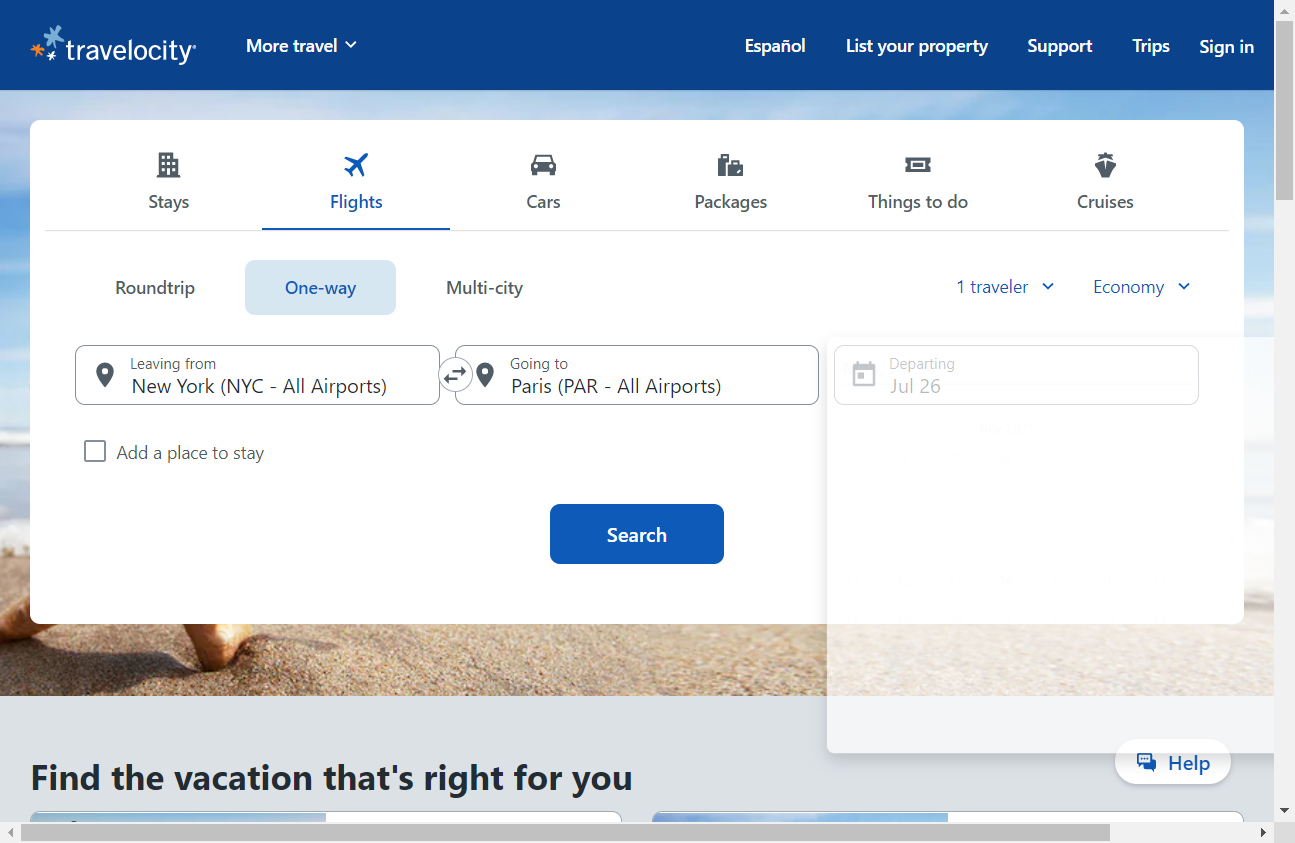 travelocity
More travel
Español
List your property
Support
Trips
Sign in
Stays
Flights
Cars
Packages
Things to do
Cruises
Roundtrip
One-way
Multi-city
1 traveler
Economy
Leaving from
New York (NYC - All Airports)
Going to
Paris (PAR - All Airports)
Departing
Jul 26
Add a place to stay
Search
Find the vacation that's right for you
Help